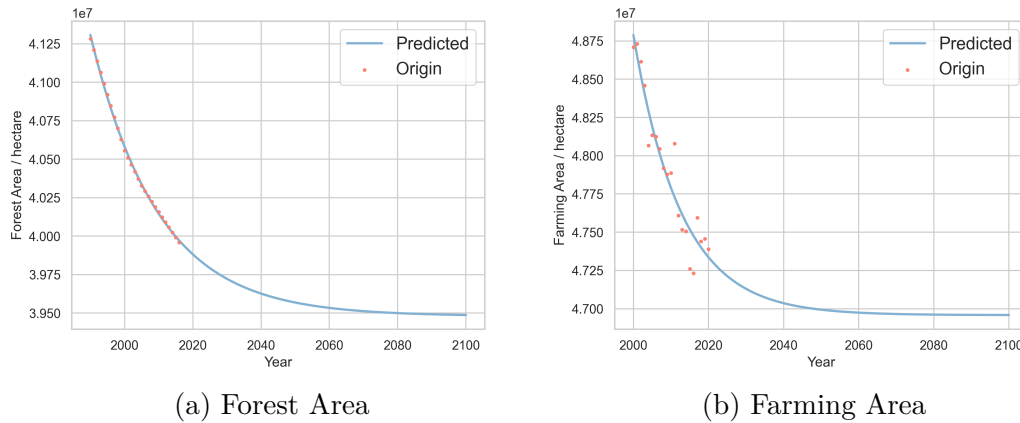 1e7
Forest Area / hectare
4.125
4.100
4.075
4.050
4.025
4.000
3.975
3.950
Predicted
Origin
2000 2020 2040 2060 2080 2100
Year
(a) Forest Area
1e7
Farming Area / hectare
4.875
4.850
4.825
4.800
4.775
4.750
4.725
4.700
Predicted
Origin
2000 2020 2040 2060 2080 2100
Year
(b) Farming Area